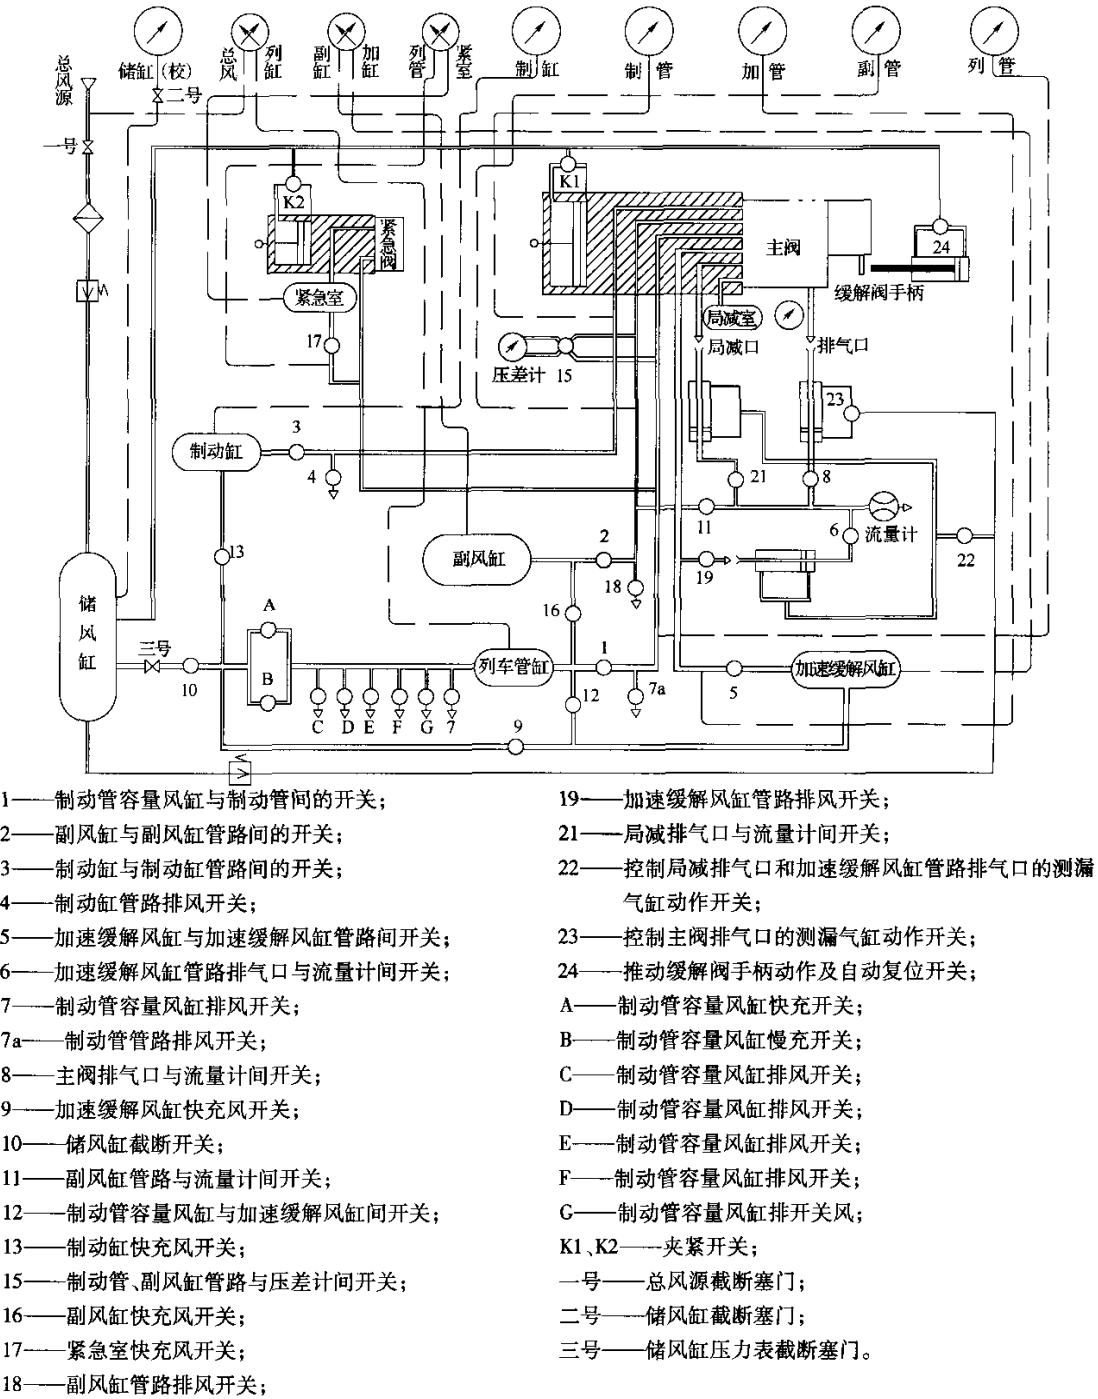 总风源
储缸(校)
总风
列缸
副缸
加缸
列管
紧室
制缸
制管
加管
副管
列管
二号
一号
K2
K1
紧急阀
主阀
24
缓解阀手柄
紧急室
局减室
17
局减口
排气口
压差计
15
23
制动缸
3
4
21
8
11
6
流量计
13
副风缸
2
18
19
22
16
储风缸
A
三号
10
B
列车管缸
1
12
7a
5
加速缓解风缸
C
D
E
F
G
7
9
1——制动管容量风缸与制动管间的开关;
2——副风缸与副风缸管路间的开关;
3——制动缸与制动缸管路间的开关;
4——制动缸管路排风开关;
5——加速缓解风缸与加速缓解风缸管路间开关;
6——加速缓解风缸管路排气口与流量计间开关;
7——制动管容量风缸排风开关;
7a——制动管管路排风开关;
8——主阀排气口与流量计间开关;
9——加速缓解风缸快充风开关;
10——储风缸截断开关;
11——副风缸管路与流量计间开关;
12——制动管容量风缸与加速缓解风缸间开关;
13——制动缸快充风开关;
15——制动管、副风缸管路与压差计间开关;
16——副风缸快充风开关;
17——紧急室快充风开关;
18——副风缸管路排风开关;
19——加速缓解风缸管路排风开关;
21——局减排气口与流量计间开关;
22——控制局减排气口和加速缓解风缸管路排气口的测漏
气缸动作开关;
23——控制主阀排气口的测漏气缸动作开关;
24——推动缓解阀手柄动作及自动复位开关;
A——制动管容量风缸快充开关;
B——制动管容量风缸慢充开关;
C——制动管容量风缸排风开关;
D——制动管容量风缸排风开关;
E——制动管容量风缸排风开关;
F——制动管容量风缸排风开关;
G——制动管容量风缸排开关风;
K1、K2——夹紧开关;
一号——总风源截断塞门;
二号——储风缸截断塞门;
三号——储风缸压力表截断塞门。